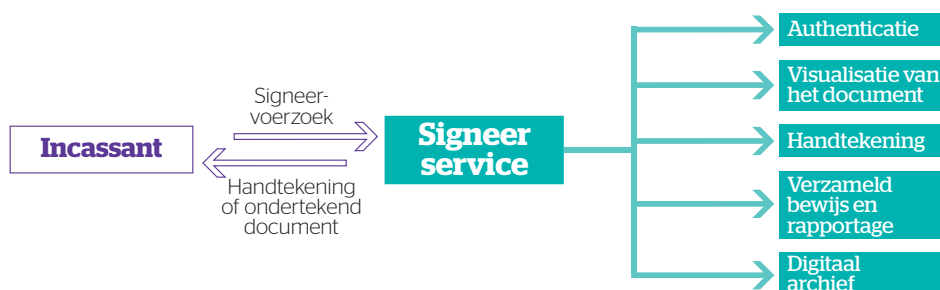 Incassant
Signeer-
voerzoek
Handtekening
of ondertekend
document
Signeer
service
Authenticatie
Visualisatie van
het document
Handtekening
Verzameld
bewijs en
rapportage
Digitaal
archief